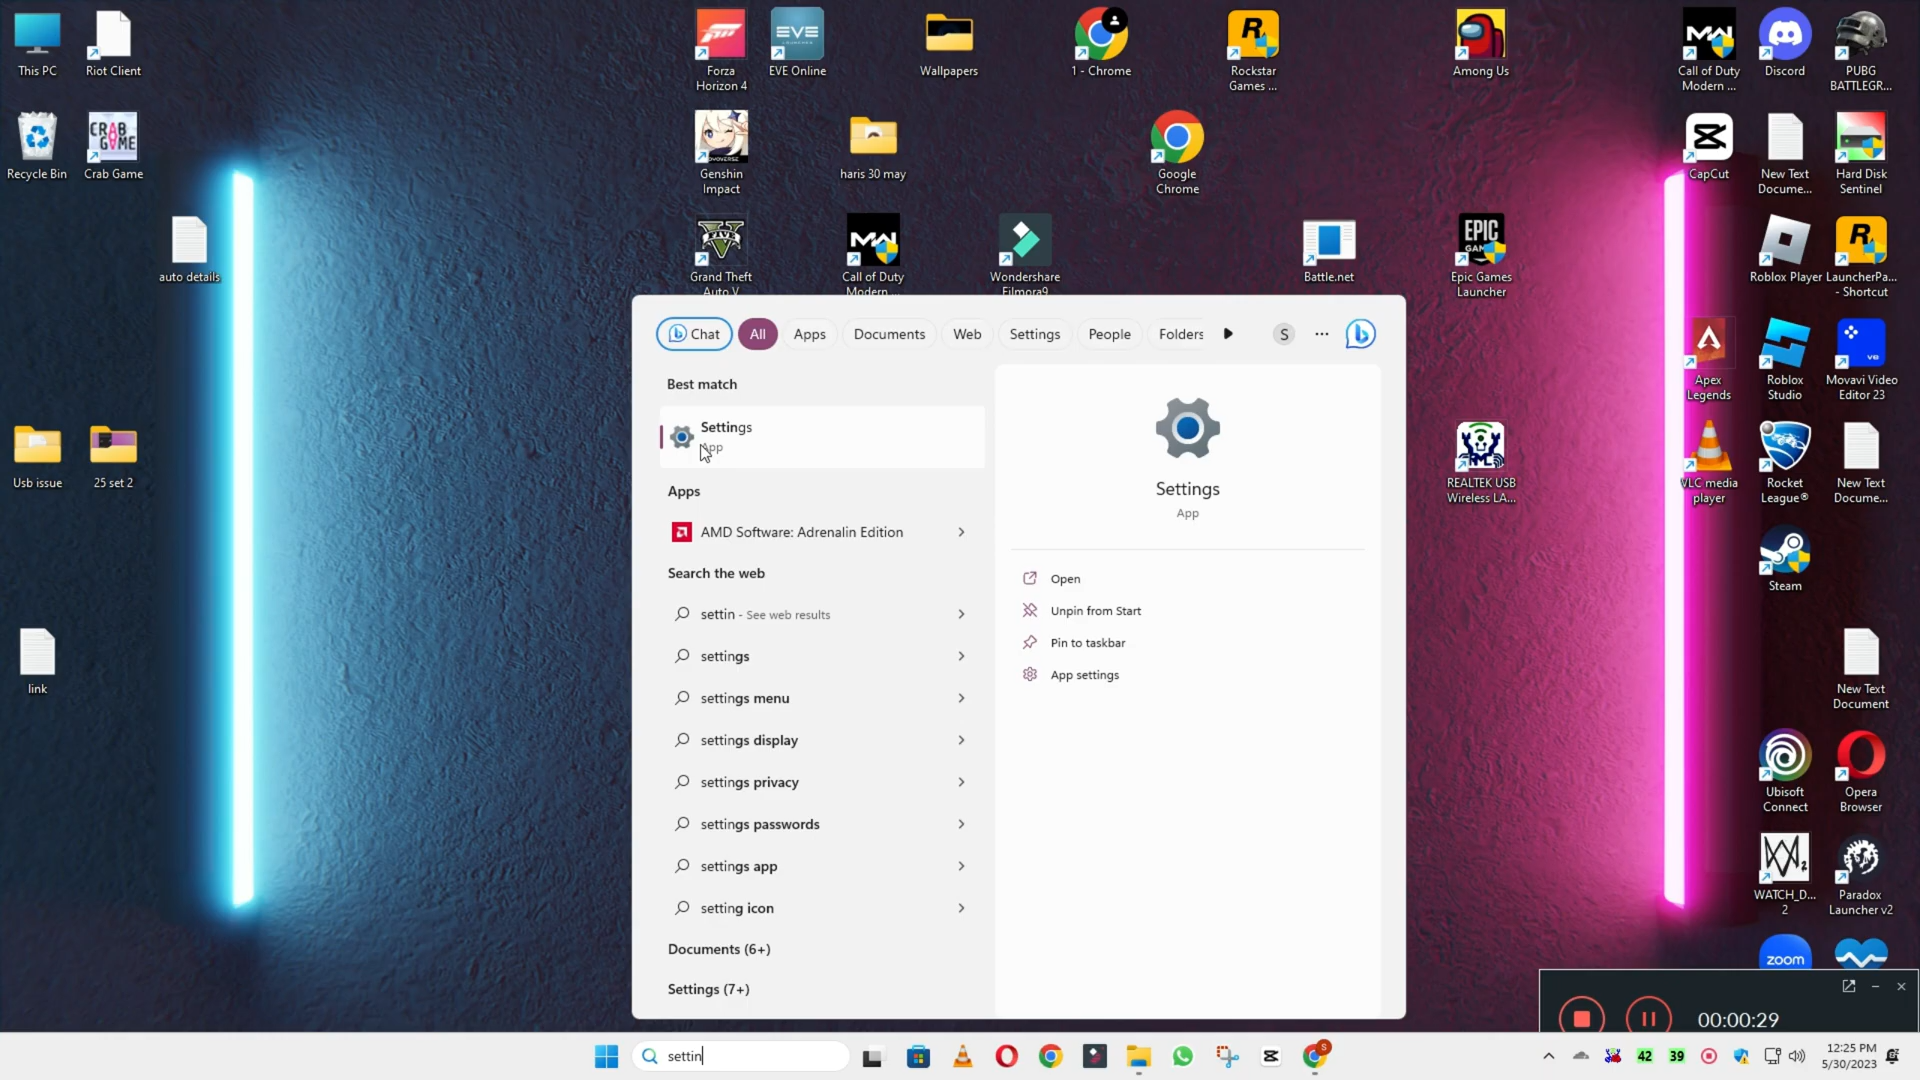 This PC
Riot Client
Forza
Horizon 4
EVE
EVE Online
Wallpapers
1 - Chrome
Rockstar
Games ...
Among Us
Call of Duty
Modern ...
Discord
PUBG
BATTLEGR...
Recycle Bin
CRAB
GAME
Crab Game
Genshin
Impact
haris 30 may
Google
Chrome
CapCut
New Text
Docume...
Hard Disk
Sentinel
auto details
Grand Theft
Auto V
Call of Duty
Modern ...
Wondershare
Filmora9
Battle.net
EPIC
Epic Games
Launcher
Roblox Player
LauncherPa...
- Shortcut
Apex
Legends
Roblox
Studio
Movavi Video
Editor 23
Usb issue
25 set 2
REALTEK USB
Wireless LA...
VLC media
player
Rocket
League®
New Text
Docume...
Steam
link
New Text
Document
Ubisoft
Connect
Opera
Browser
WATCH_D...
2
Paradox
Launcher v2
zoom
Chat
All
Apps
Documents
Web
Settings
People
Folders
S
Best match
Settings
App
Apps
AMD Software: Adrenalin Edition
Search the web
settin - See web results
settings
settings menu
settings display
settings privacy
settings passwords
settings app
setting icon
Documents (6+)
Settings (7+)
Settings
App
Open
Unpin from Start
Pin to taskbar
App settings
00:00:29
settin
42
39
12:25 PM
5/30/2023